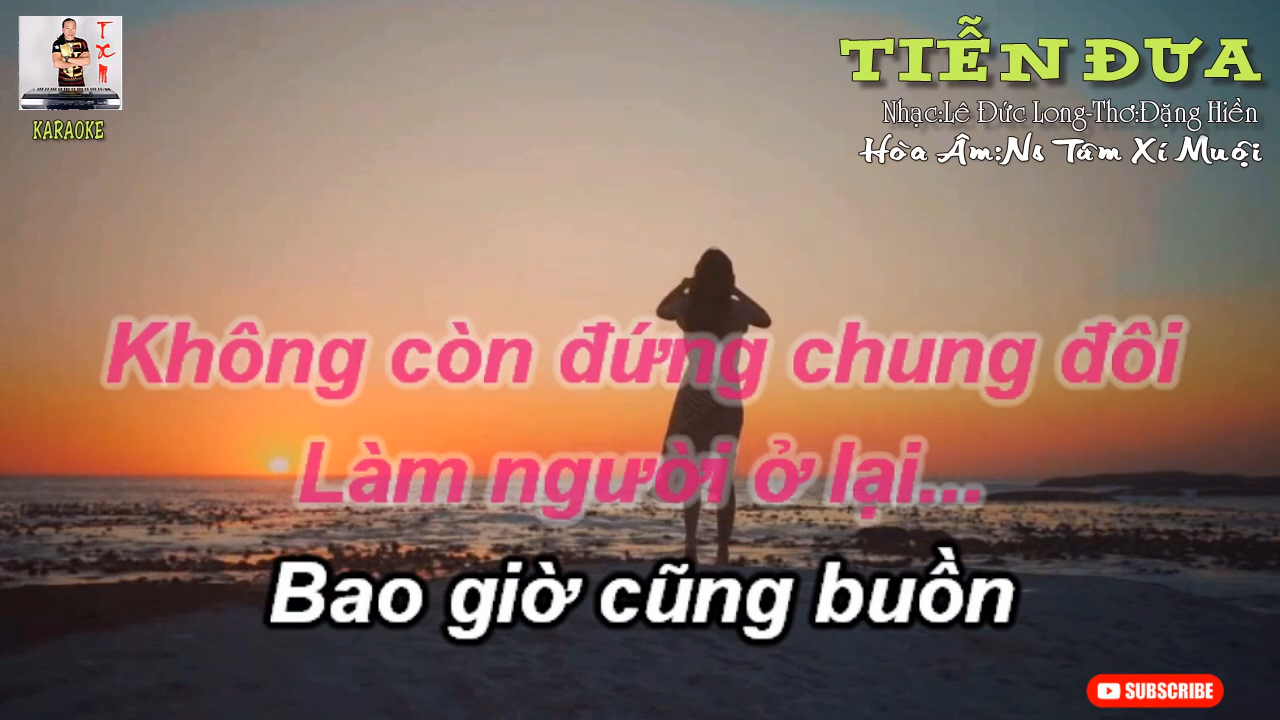 TXM
KARAOKE
TIỄN ĐƯA
Nhạc:Lê Đức Long-Thơ:Đặng Hiền
Hòa Âm:Ns Tám Xí Muội
Không còn đứng chung đôi
Làm người ở lại...
Bao giờ cũng buồn
SUBSCRIBE